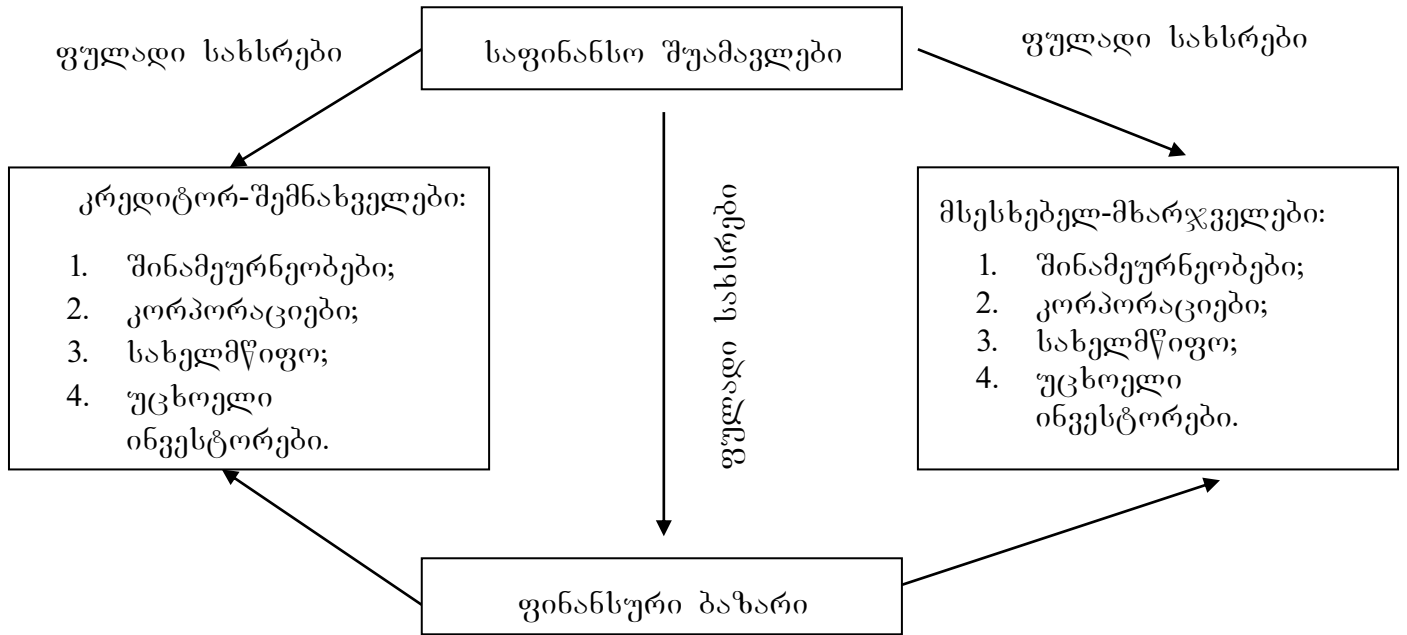 ფულადი სახსრები
საფინანსო შუამავლები
ფულადი სახსრები
კრედიტორ-შემნახველები:
1. შინამეურნეობები;
2. კორპორაციები;
3. სახელმწიფო;
4. უცხოელი
ინვესტორები.
ფულადი სახსრები
მსესხებელ-მხარჯველები:
1. შინამეურნეობები;
2. კორპორაციები;
3. სახელმწიფო;
4. უცხოელი
ინვესტორები.
ფინანსური ბაზარი